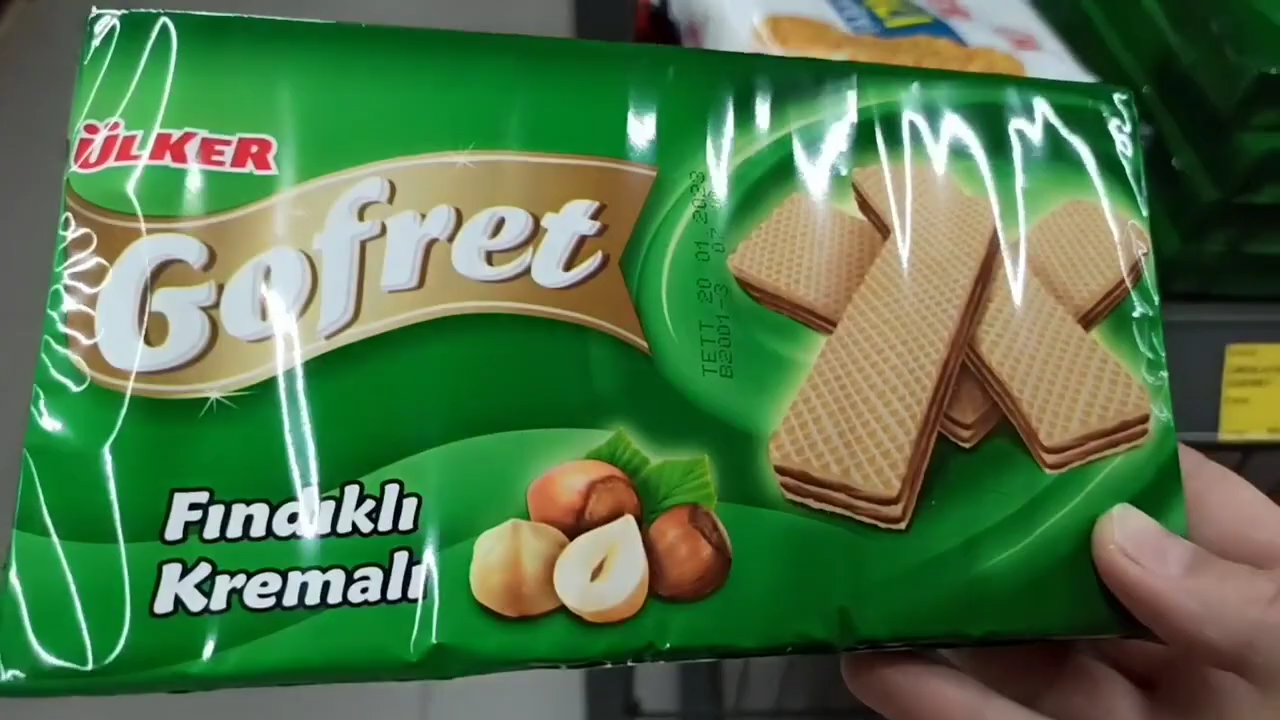 ÜLKER
Gofret
Fındıklı
Kremalı
TETT 20 01 2023
B2001-3